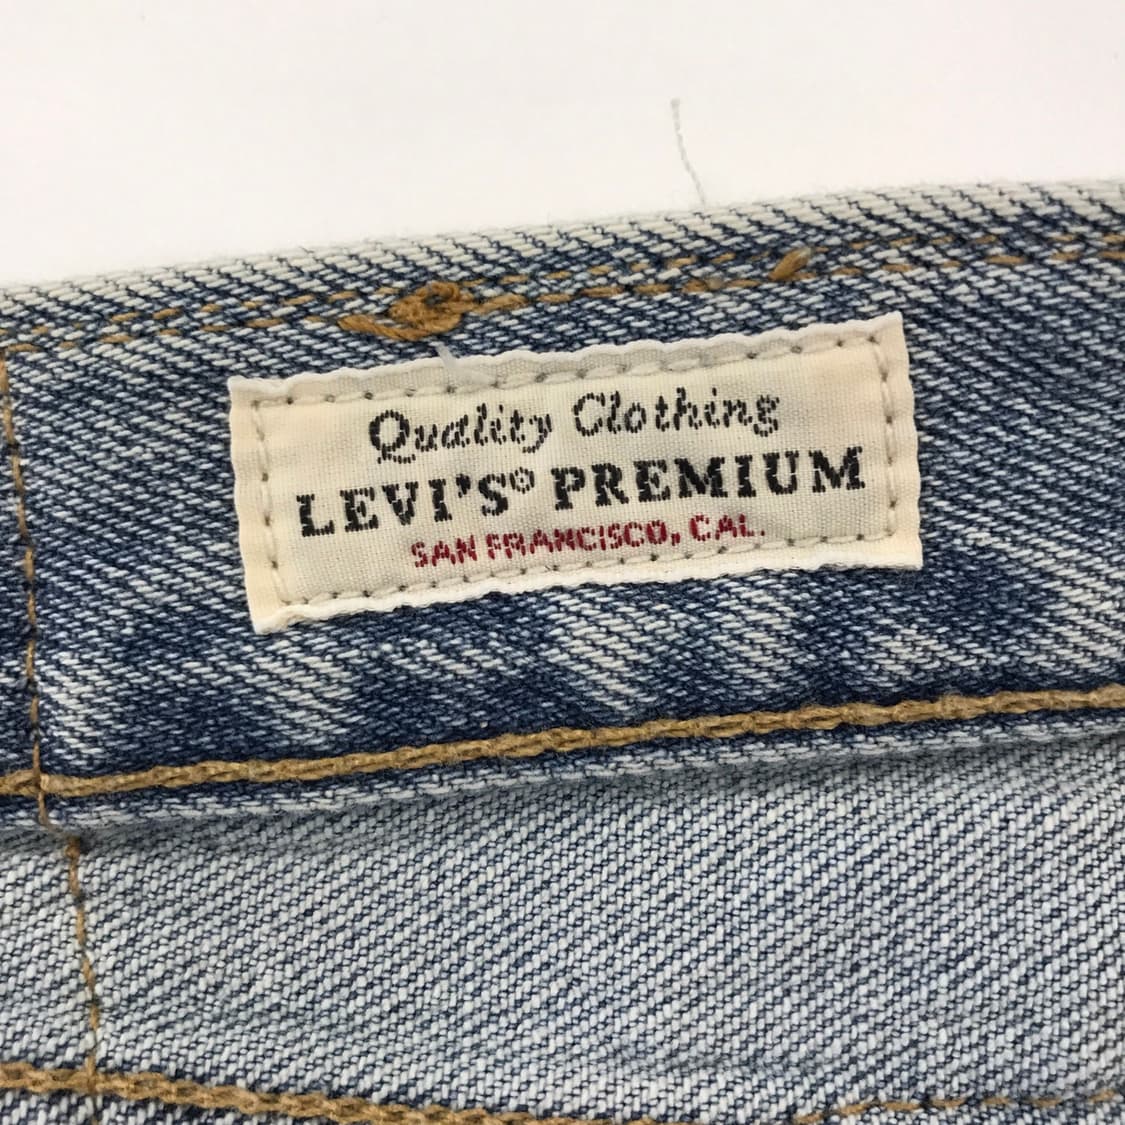 Quality Clothing
LEVI'S® PREMIUM
SAN FRANCISCO, CAL.